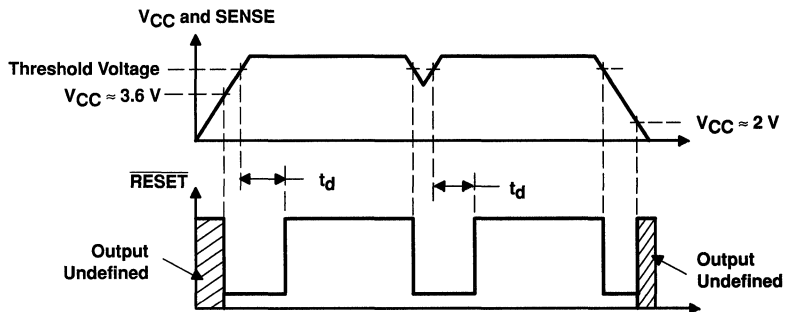 VCC and SENSE
Threshold Voltage
VCC ≈ 3.6 V
VCC ≈ 2 V
RESET
td
td
Output
Undefined
Output
Undefined